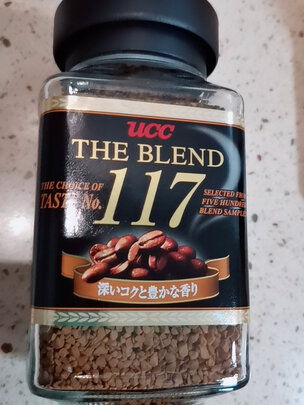 UCC
THE BLEND
117
THE CHOICE OF
TASTE No.
SELECTED FROM
FIVE HUNDRED
BLEND SAMPLES
深いコクと豊かな香り